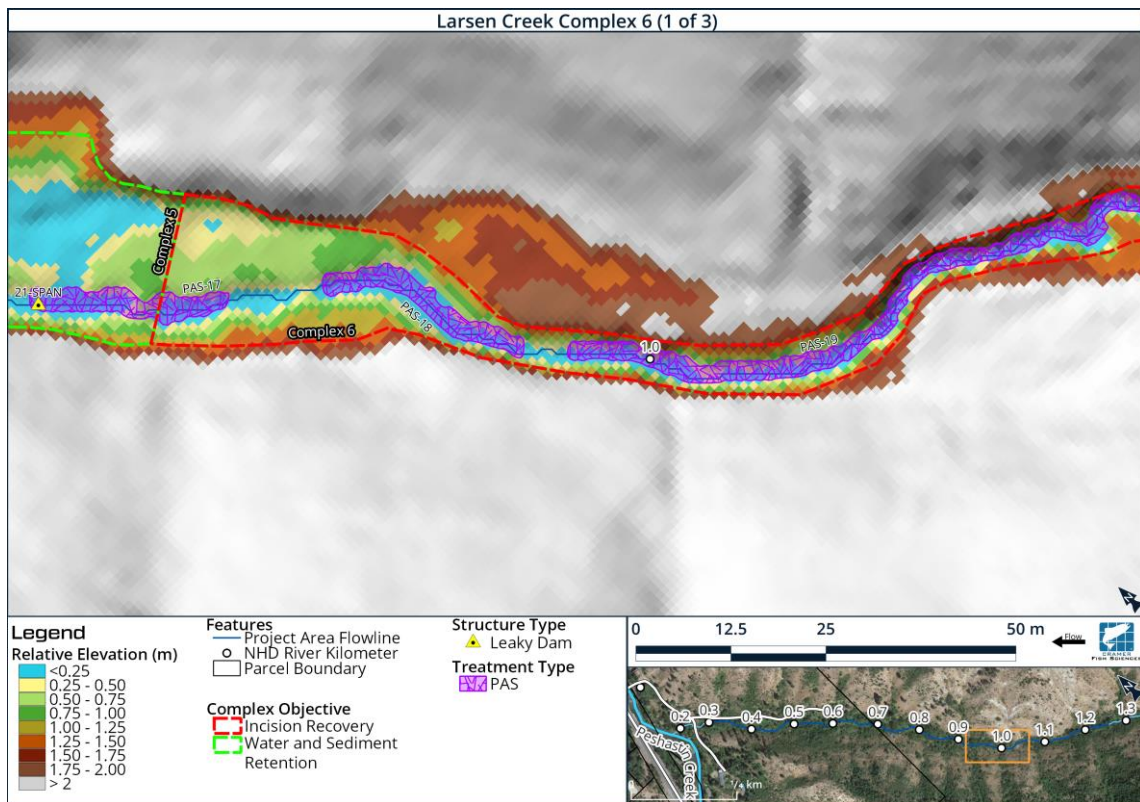 Larsen Creek Complex 6 (1 of 3)
Complex 5
21-SPAN
PAS-17
Complex 6
PAS-18
1.0
PAS-19
N
Legend
Relative Elevation (m)
<0.25
0.25 - 0.50
0.50 - 0.75
0.75 - 1.00
1.00 - 1.25
1.25 - 1.50
1.50 - 1.75
1.75 - 2.00
> 2
Features
Project Area Flowline
NHD River Kilometer
Parcel Boundary
Complex Objective
Incision Recovery
Water and Sediment
Retention
Structure Type
Leaky Dam
Treatment Type
PAS
0 12.5 25 50 m
Flow
CRAMER
FISH SCIENCES
N
0.2 0.3 0.4 0.5 0.6 0.7 0.8 0.9 1.0 1.1 1.2 1.3
Peshastin Creek
1/4 km